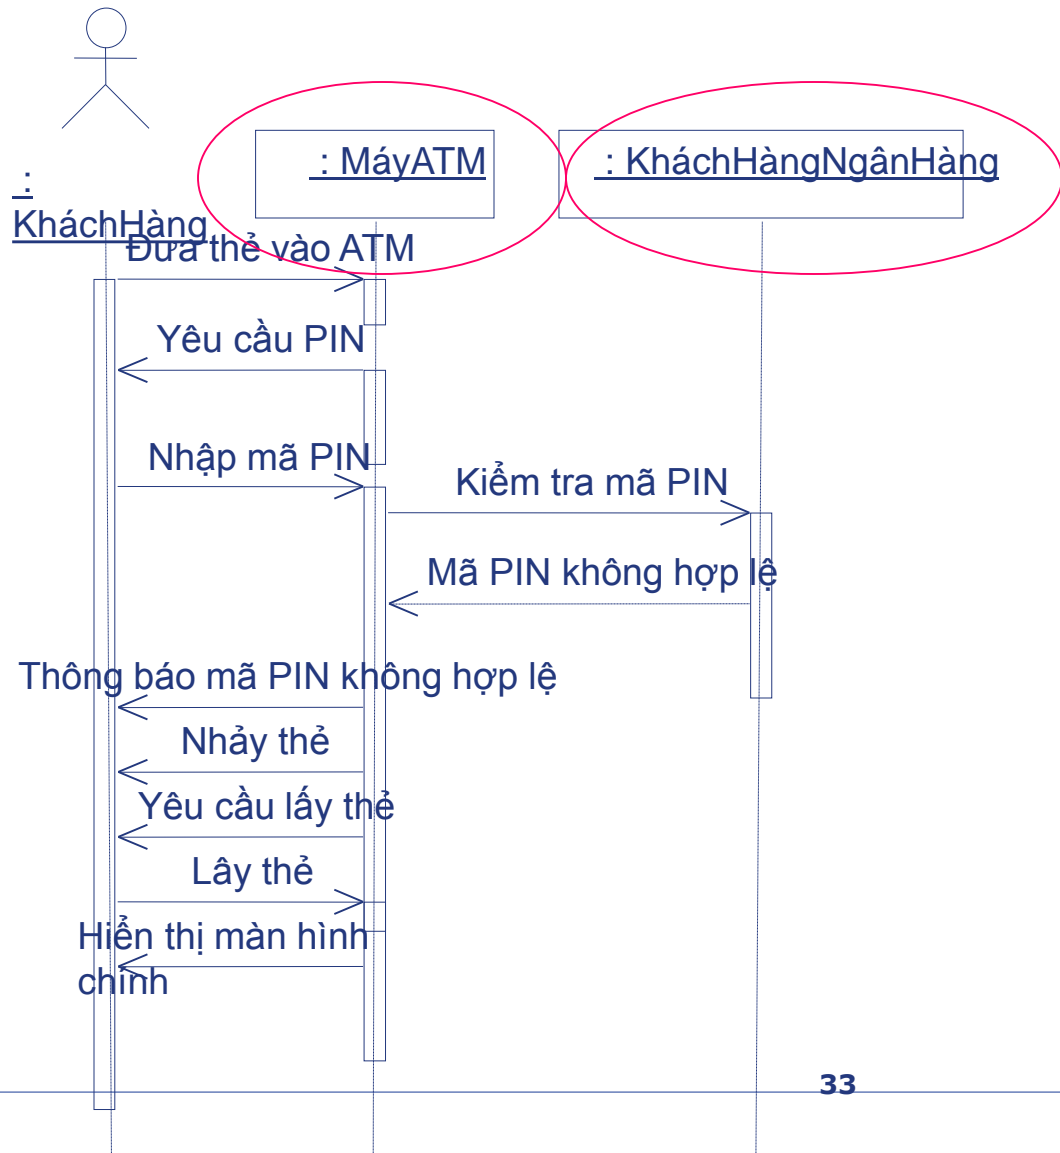 : MáyATM
: KháchHàngNgânHàng
:
KháchHàng
Đưa thẻ vào ATM
Yêu cầu PIN
Nhập mã PIN
Kiểm tra mã PIN
Mã PIN không hợp lệ
Thông báo mã PIN không hợp lệ
Nhảy thẻ
Yêu cầu lấy thẻ
Lây thẻ
Hiển thị màn hình
chính
33